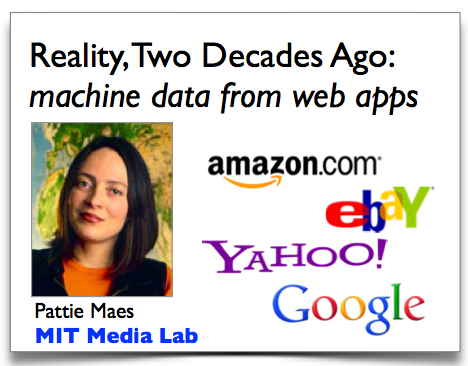 Reality, Two Decades Ago:
machine data from web apps
amazon.com
ebay
YAHOO!
Google
Pattie Maes
MIT Media Lab